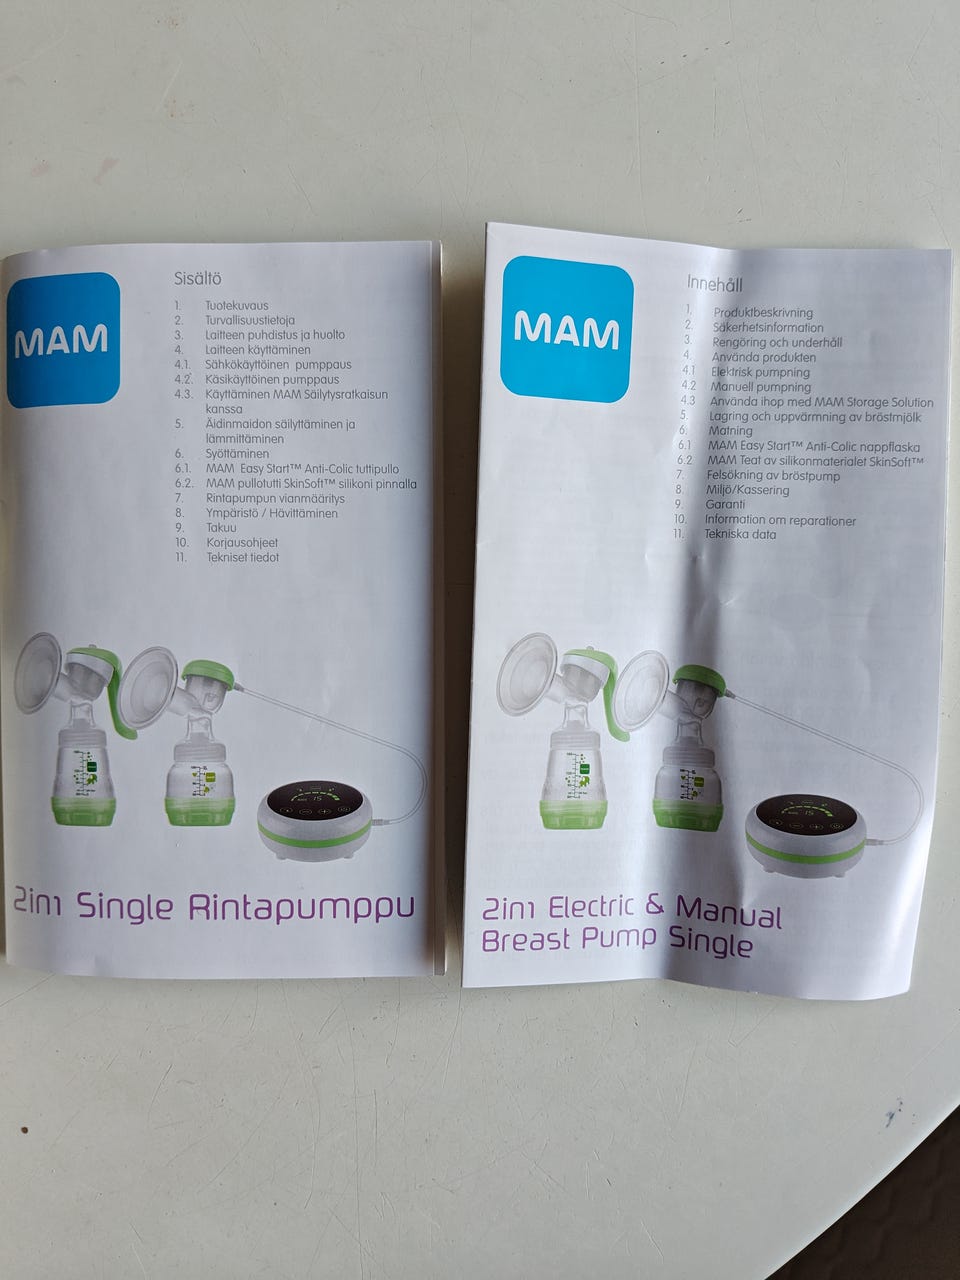 MAM
Sisältö
1. Tuotekuvaus
2. Turvallisuustietoja
3. Laitteen puhdistus ja huolto
4. Laitteen käyttäminen
4.1. Sähkökäyttöinen pumppaus
4.2. Käsikäyttöinen pumppaus
4.3. Käyttäminen MAM Säilytysratkaisun
kanssa
5. Äidinmaidon säilyttäminen ja
lämmittäminen
6. Syöttäminen
6.1. MAM Easy Start™ Anti-Colic tuttipullo
6.2. MAM pullotutti SkinSoft™ silikoni pinnalla
7. Rintapumpun vianmääritys
8. Ympäristö / Hävittäminen
9. Takuu
10. Korjausohjeet
11. Tekniset tiedot
2in1 Single Rintapumppu
MAM
Innehåll
1. Produktbeskrivning
2. Säkerhetsinformation
3. Rengöring och underhåll
4. Använda produkten
4.1 Elektrisk pumpning
4.2 Manuell pumpning
4.3 Använda ihop med MAM Storage Solution
5. Lagring och uppvärmning av bröstmjölk
6. Matning
6.1 MAM Easy Start™ Anti-Colic nappflaska
6.2 MAM Teat av silikonmaterialet SkinSoft™
7. Felsökning av bröstpump
8. Miljö/Kassering
9. Garanti
10. Information om reparationer
11. Tekniska data
2in1 Electric & Manual
Breast Pump Single